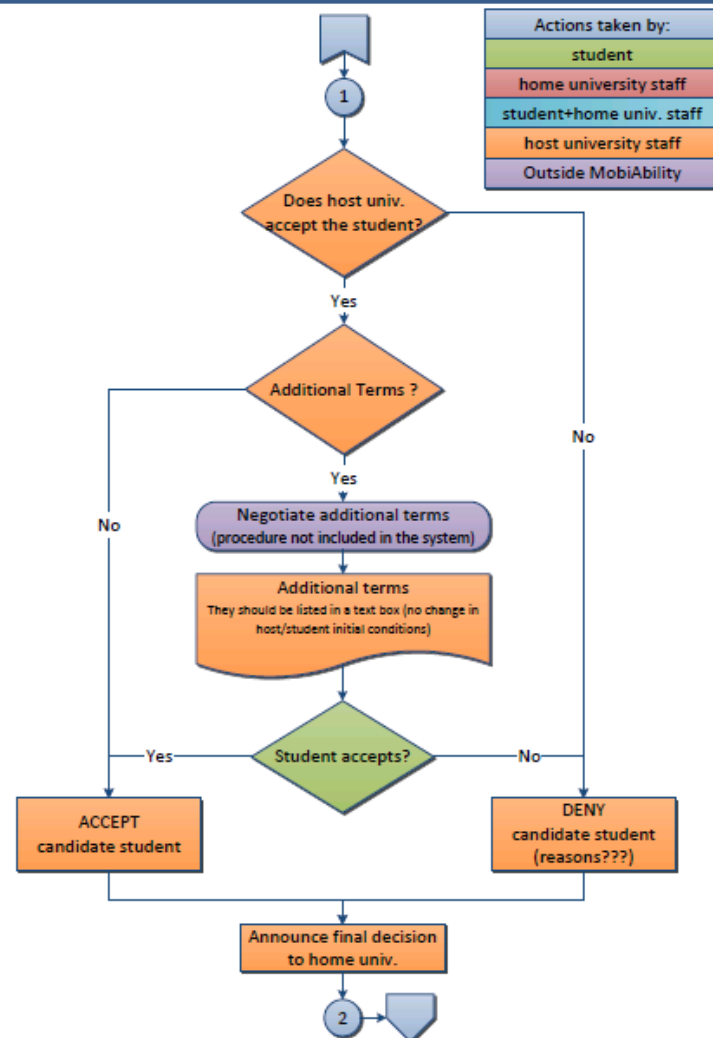 Actions taken by:
student
home university staff
student+home univ. staff
host university staff
Outside MobiAbility
1
Does host univ.
accept the student?
Yes
Additional Terms ?
No
Yes
No
Negotiate additional terms
(procedure not included in the system)
Additional terms
They should be listed in a text box (no change in
host/student initial conditions)
Yes
Student accepts?
No
ACCEPT
candidate student
DENY
candidate student
(reasons???)
Announce final decision
to home univ.
2